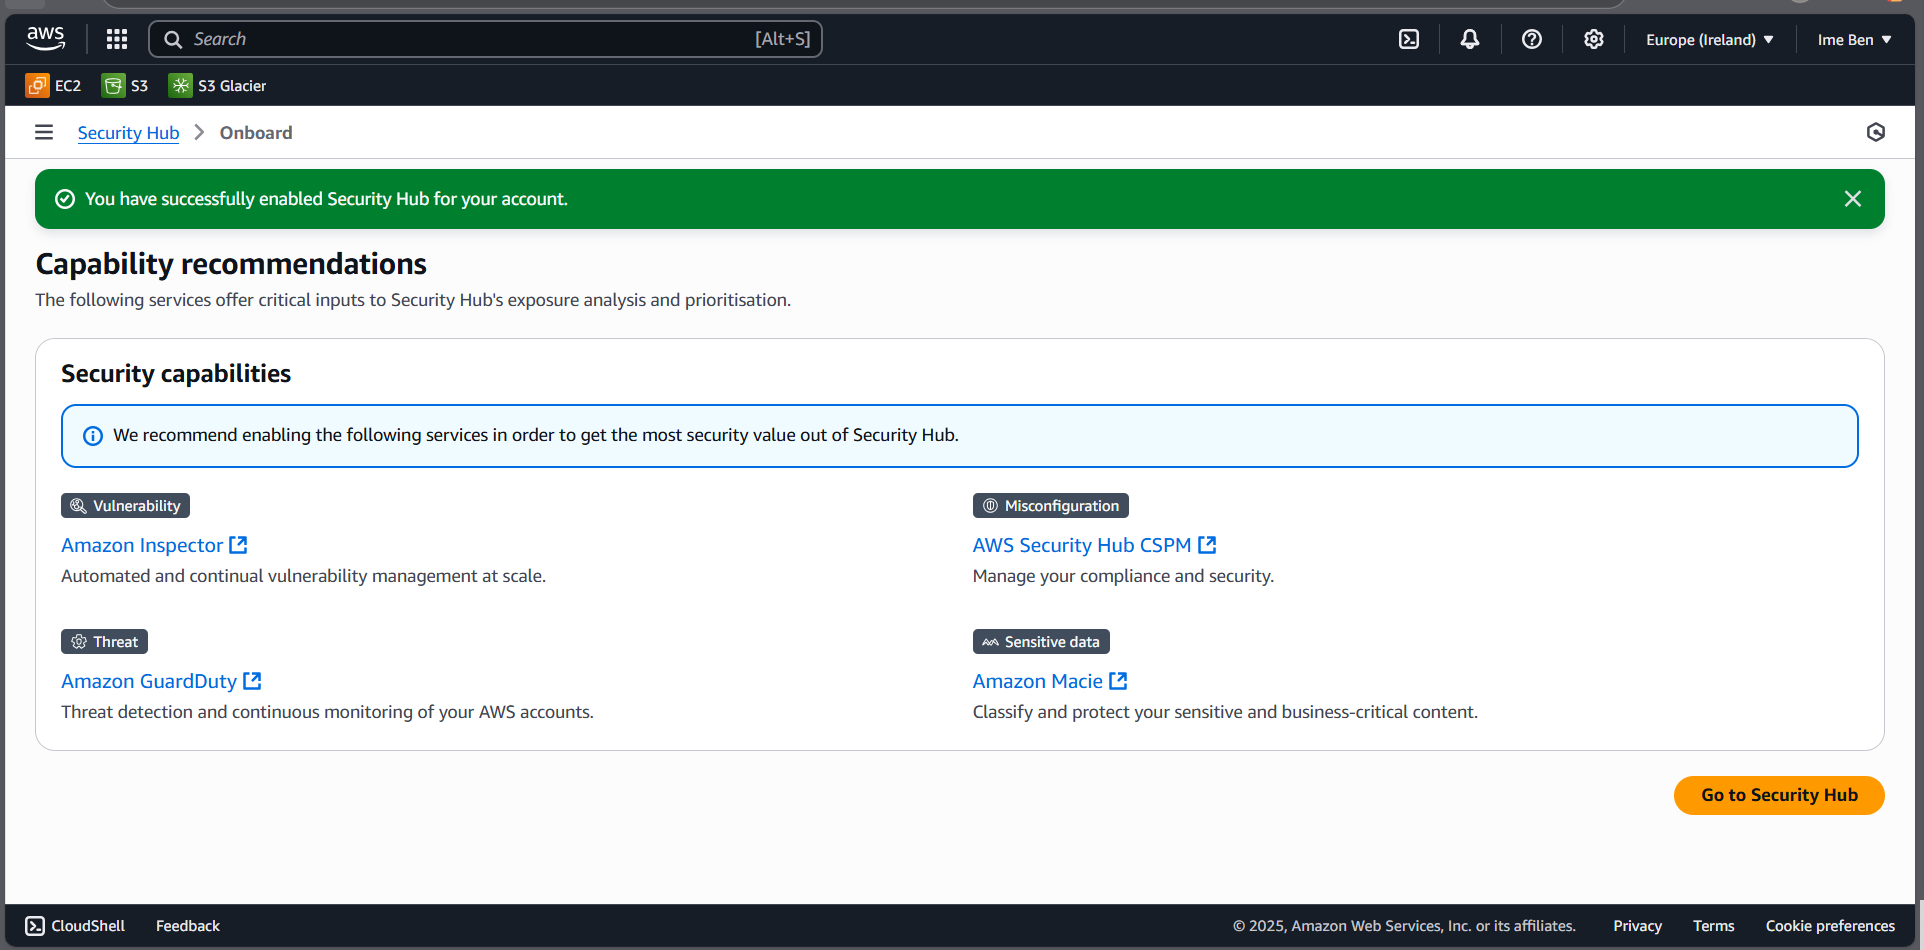 aws
Search [Alt+S]
Europe (Ireland)
Ime Ben
EC2
S3
S3 Glacier
Security Hub
Onboard
You have successfully enabled Security Hub for your account.
Capability recommendations
The following services offer critical inputs to Security Hub's exposure analysis and prioritisation.
Security capabilities
We recommend enabling the following services in order to get the most security value out of Security Hub.
Vulnerability
Amazon Inspector
Automated and continual vulnerability management at scale.
Misconfiguration
AWS Security Hub CSPM
Manage your compliance and security.
Threat
Amazon GuardDuty
Threat detection and continuous monitoring of your AWS accounts.
Sensitive data
Amazon Macie
Classify and protect your sensitive and business-critical content.
Go to Security Hub
CloudShell
Feedback
© 2025, Amazon Web Services, Inc. or its affiliates.
Privacy
Terms
Cookie preferences